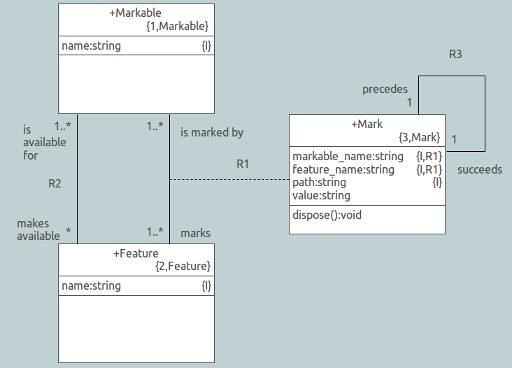 +Markable
{1,Markable}
name:string {I}
R3
precedes
1
+Mark
{3,Mark}
1
succeeds
is
available
for
1..*
1..*
is marked by
markable_name:string {I,R1}
feature_name:string {I,R1}
path:string {I}
value:string
dispose():void
R1
R2
makes
available
*
1..*
marks
+Feature
{2,Feature}
name:string {I}